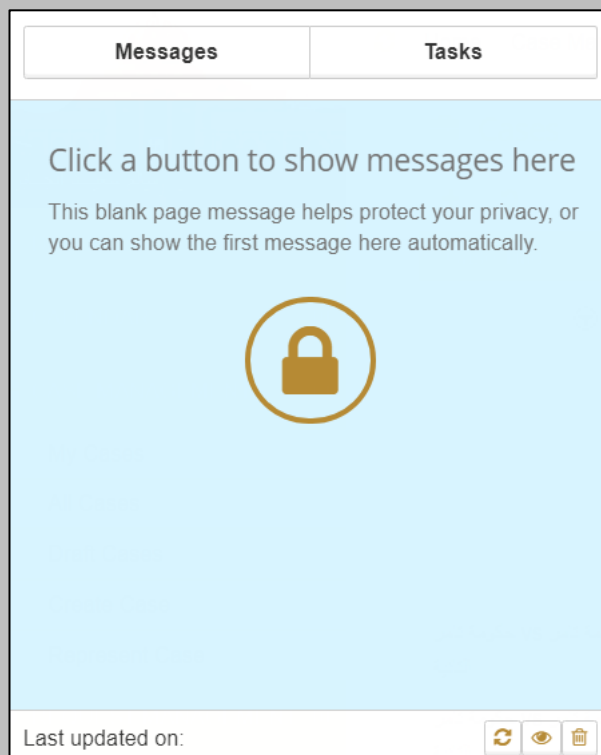 Messages
Tasks
Click a button to show messages here
This blank page message helps protect your privacy, or
you can show the first message here automatically.
Last updated on: